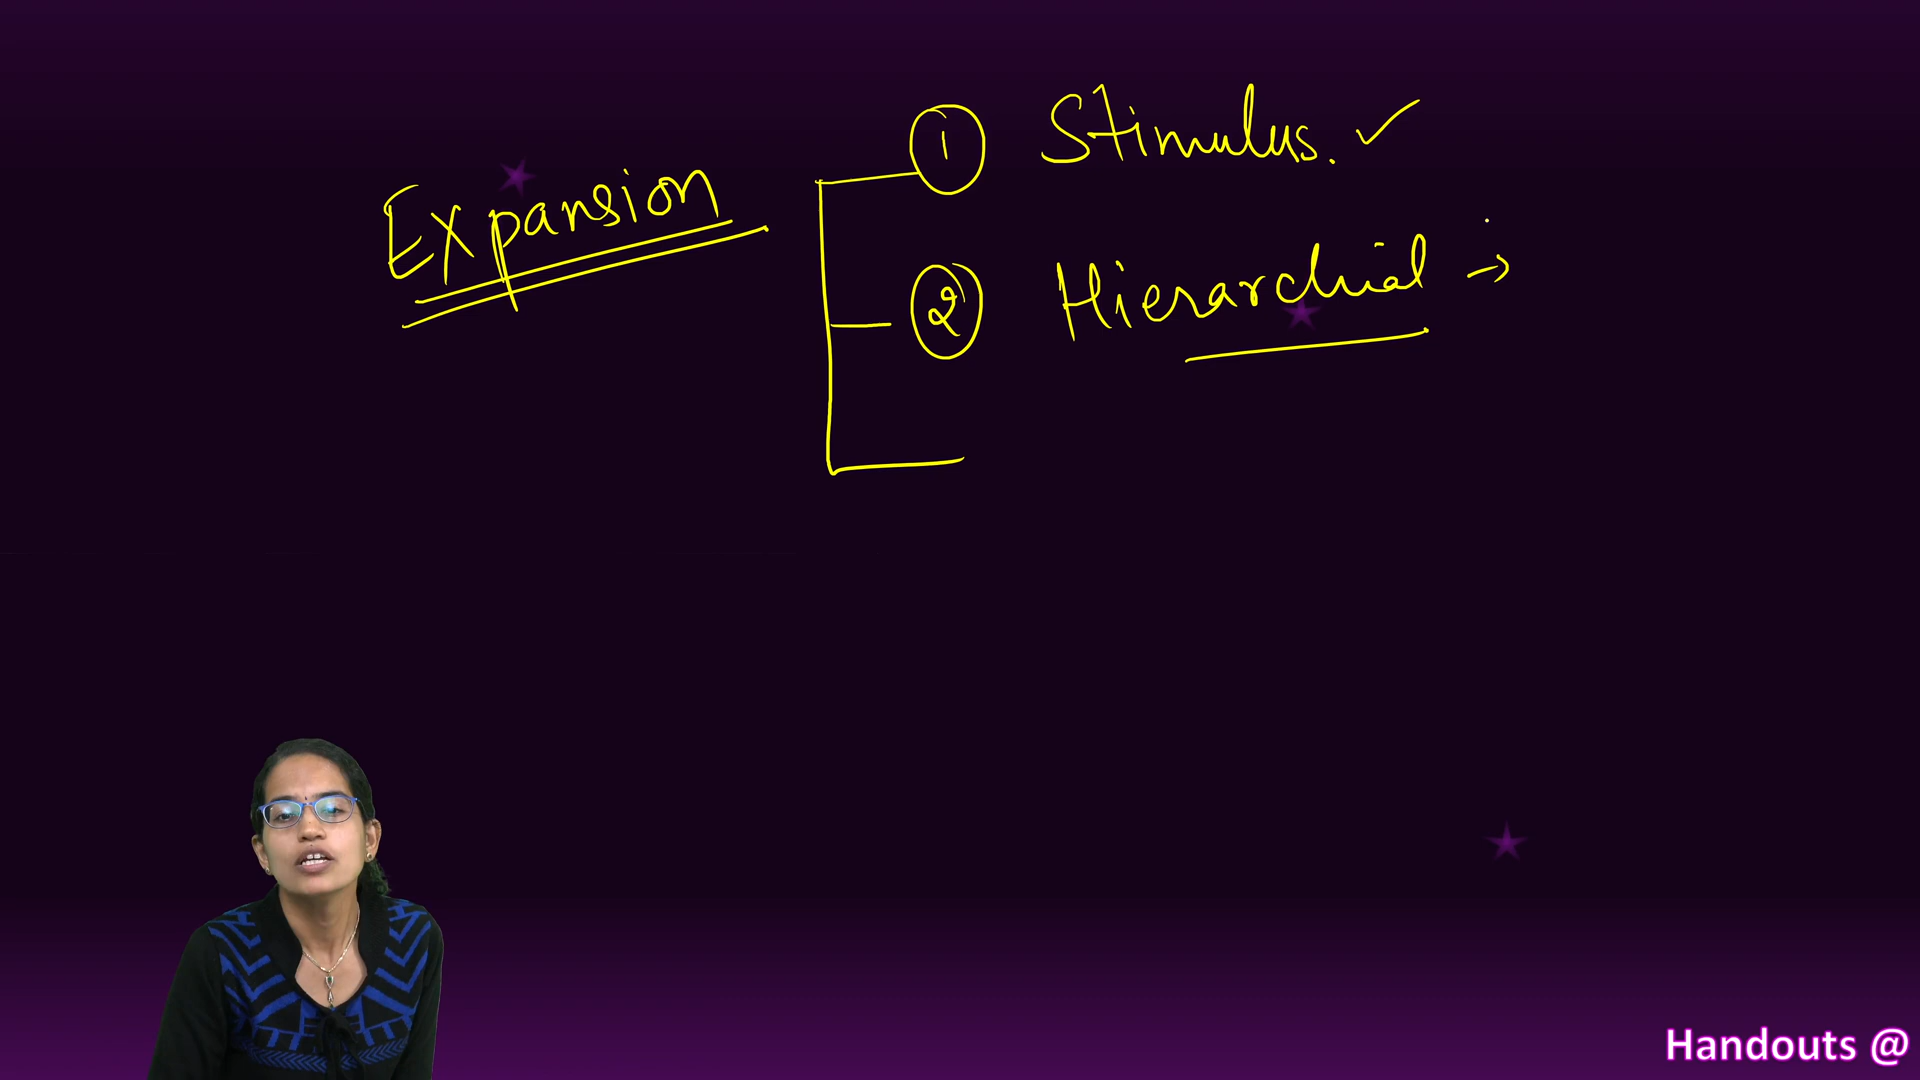 Expansion
① Stimulus. ✓
② Hierarchial →
Handouts @